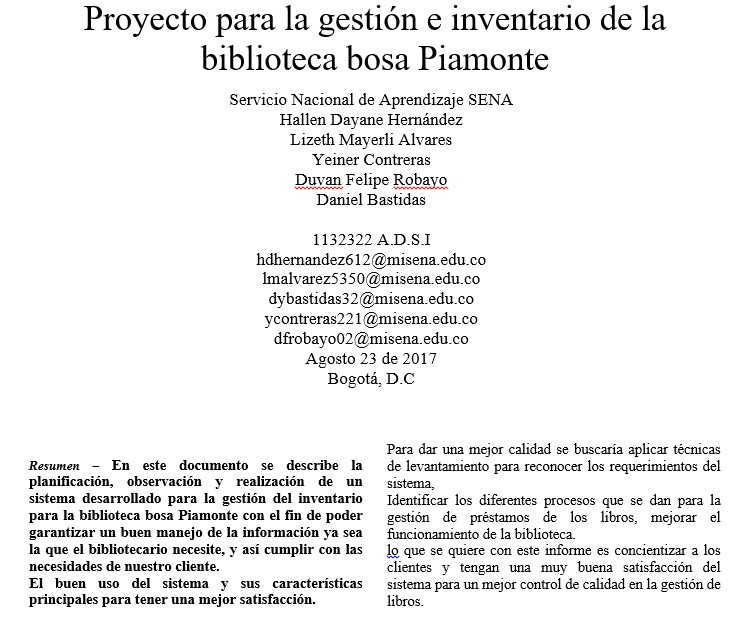 Proyecto para la gestión e inventario de la
biblioteca bosa Piamonte
Servicio Nacional de Aprendizaje SENA
Hallen Dayane Hernández
Lizeth Mayerli Alvares
Yeiner Contreras
Duvan Felipe Robayo
Daniel Bastidas
1132322 A.D.S.I
hdhernandez612@misena.edu.co
lmalvarez5350@misena.edu.co
dybastidas32@misena.edu.co
ycontreras221@misena.edu.co
dfrobayo02@misena.edu.co
Agosto 23 de 2017
Bogotá, D.C
Resumen – En este documento se describe la
planificación, observación y realización de un
sistema desarrollado para la gestión del inventario
para la biblioteca bosa Piamonte con el fin de poder
garantizar un buen manejo de la información ya sea
la que el bibliotecario necesite, y así cumplir con las
necesidades de nuestro cliente.
El buen uso del sistema y sus características
principales para tener una mejor satisfacción.
Para dar una mejor calidad se buscaría aplicar técnicas
de levantamiento para reconocer los requerimientos del
sistema,
Identificar los diferentes procesos que se dan para la
gestión de préstamos de los libros, mejorar el
funcionamiento de la biblioteca.
lo que se quiere con este informe es concientizar a los
clientes y tengan una muy buena satisfacción del
sistema para un mejor control de calidad en la gestión de
libros.